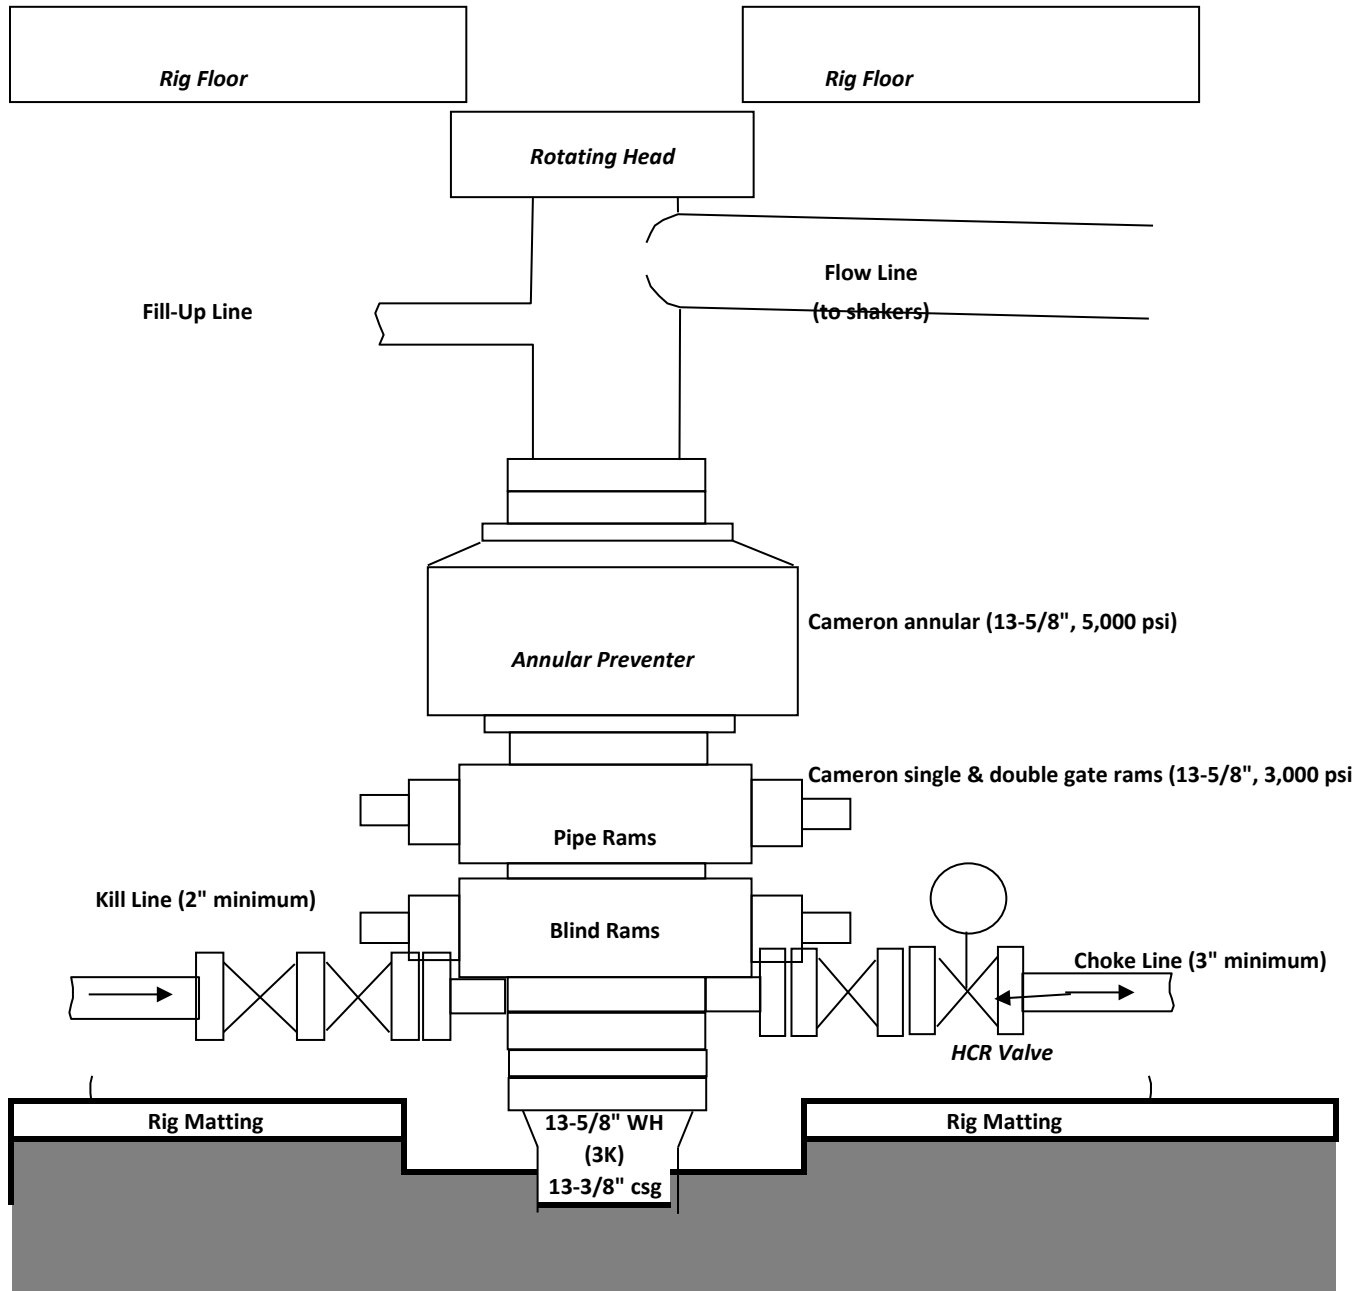 Rig Floor
Rig Floor
Rotating Head
Flow Line
(to shakers)
Fill-Up Line
Cameron annular (13-5/8", 5,000 psi)
Annular Preventer
Cameron single & double gate rams (13-5/8", 3,000 psi
Pipe Rams
Kill Line (2" minimum)
Blind Rams
Choke Line (3" minimum)
HCR Valve
Rig Matting
13-5/8" WH
(3K)
13-3/8" csg
Rig Matting